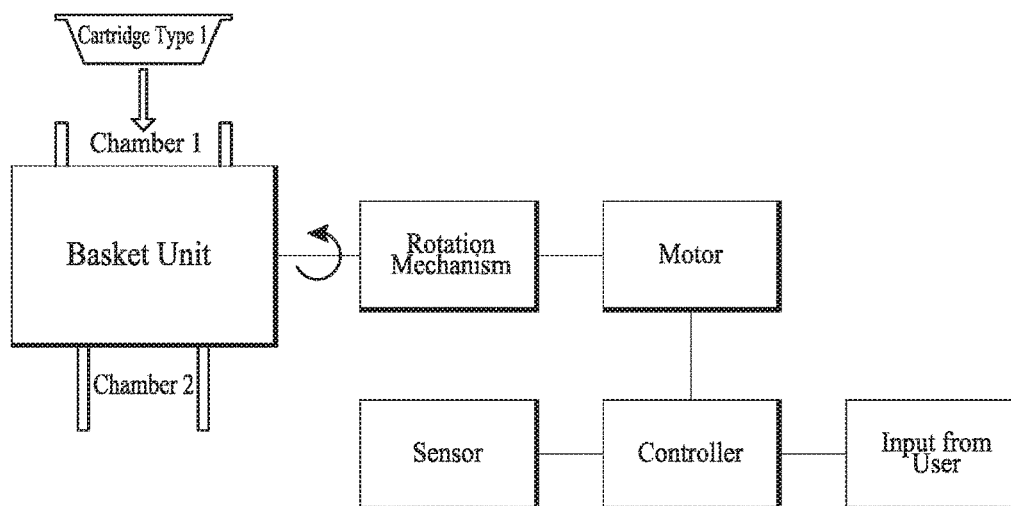 Cartridge Type 1
Chamber 1
Basket Unit
Rotation
Mechanism
Motor
Chamber 2
Sensor
Controller
Input from
User